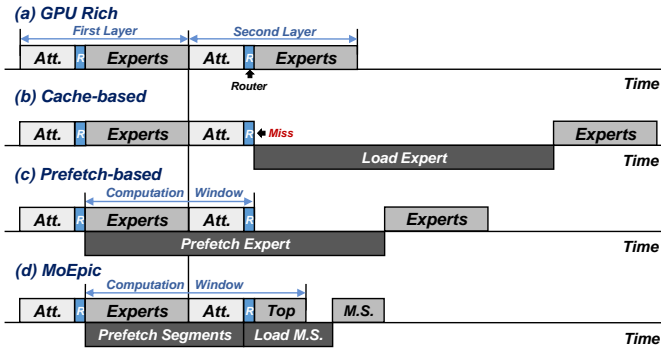 (a) GPU Rich
First Layer Second Layer
Att. R Experts Att. R Experts
Router
Time
(b) Cache-based
Att. R Experts Att. R Miss Experts
Load Expert
Time
(c) Prefetch-based
Computation Window
Att. R Experts Att. R Experts
Prefetch Expert
Time
(d) MoEpic
Computation Window
Att. R Experts Att. R Top M.S.
Prefetch Segments Load M.S.
Time